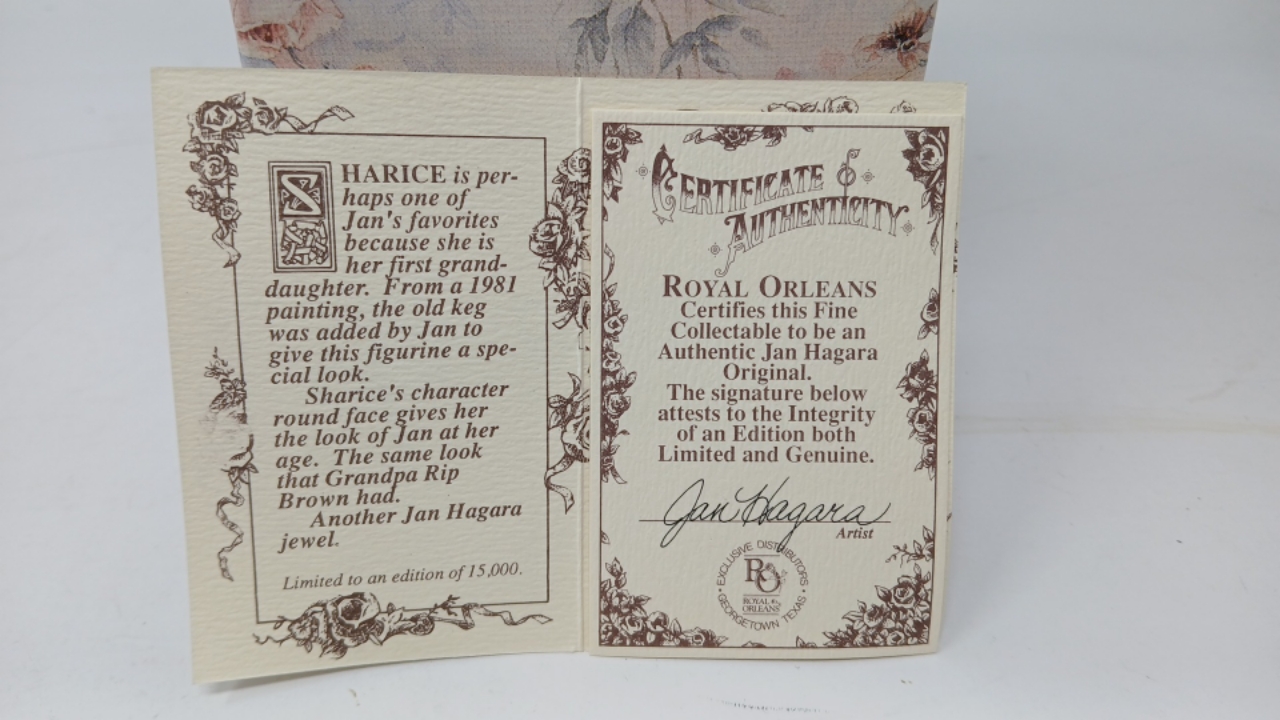 SHARICE is per-
haps one of
Jan's favorites
because she is
her first grand-
daughter. From a 1981
painting, the old keg
was added by Jan to
give this figurine a spe-
cial look.
Sharice's character
round face gives her
the look of Jan at her
age. The same look
that Grandpa Rip
Brown had.
Another Jan Hagara
jewel.
Limited to an edition of 15,000.
CERTIFICATE of
AUTHENTICITY
ROYAL ORLEANS
Certifies this Fine
Collectable to be an
Authentic Jan Hagara
Original.
The signature below
attests to the Integrity
of an Edition both
Limited and Genuine.
Jan Hagara
Artist
EXCLUSIVE DISTRIBUTORS
RO
ROYAL
ORLEANS
GEORGETOWN TEXAS